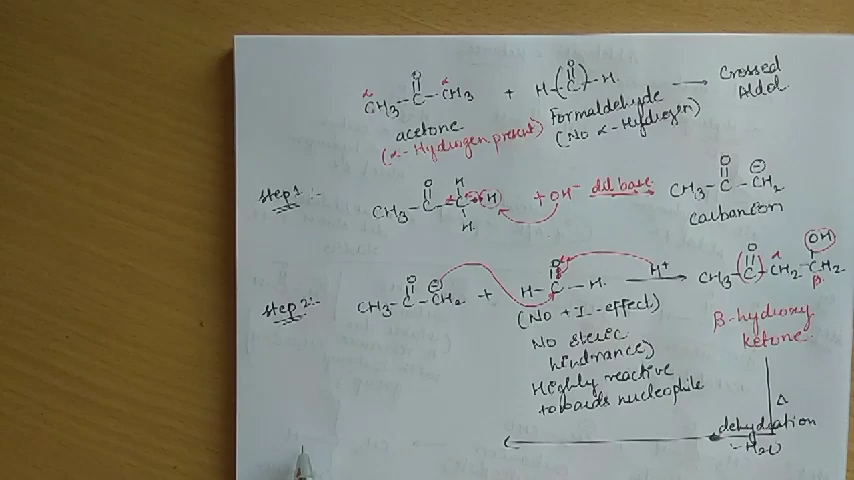 α CH3 – C(=O) – α CH3 + H–(C=O)–H → Crossed Aldol
acetone Formaldehyde
(α-Hydrogen present) (No α-Hydrogen)
Step 1:- CH3 – C(=O) – C(H)(H) – H + OH⁻ dil base → CH3 – C(=O) – CH2⊖
carbanion
Step 2:- CH3 – C(=O) – CH2⊖ + H – C(=O) – H H⁺ → CH3 – C(=O) – CH2 α – CH2 β – OH
(No + I - effect)
β-hydroxy
ketone
No steric
hindrance)
Highly reactive
towards nucleophile
Δ
dehydration
- H2O